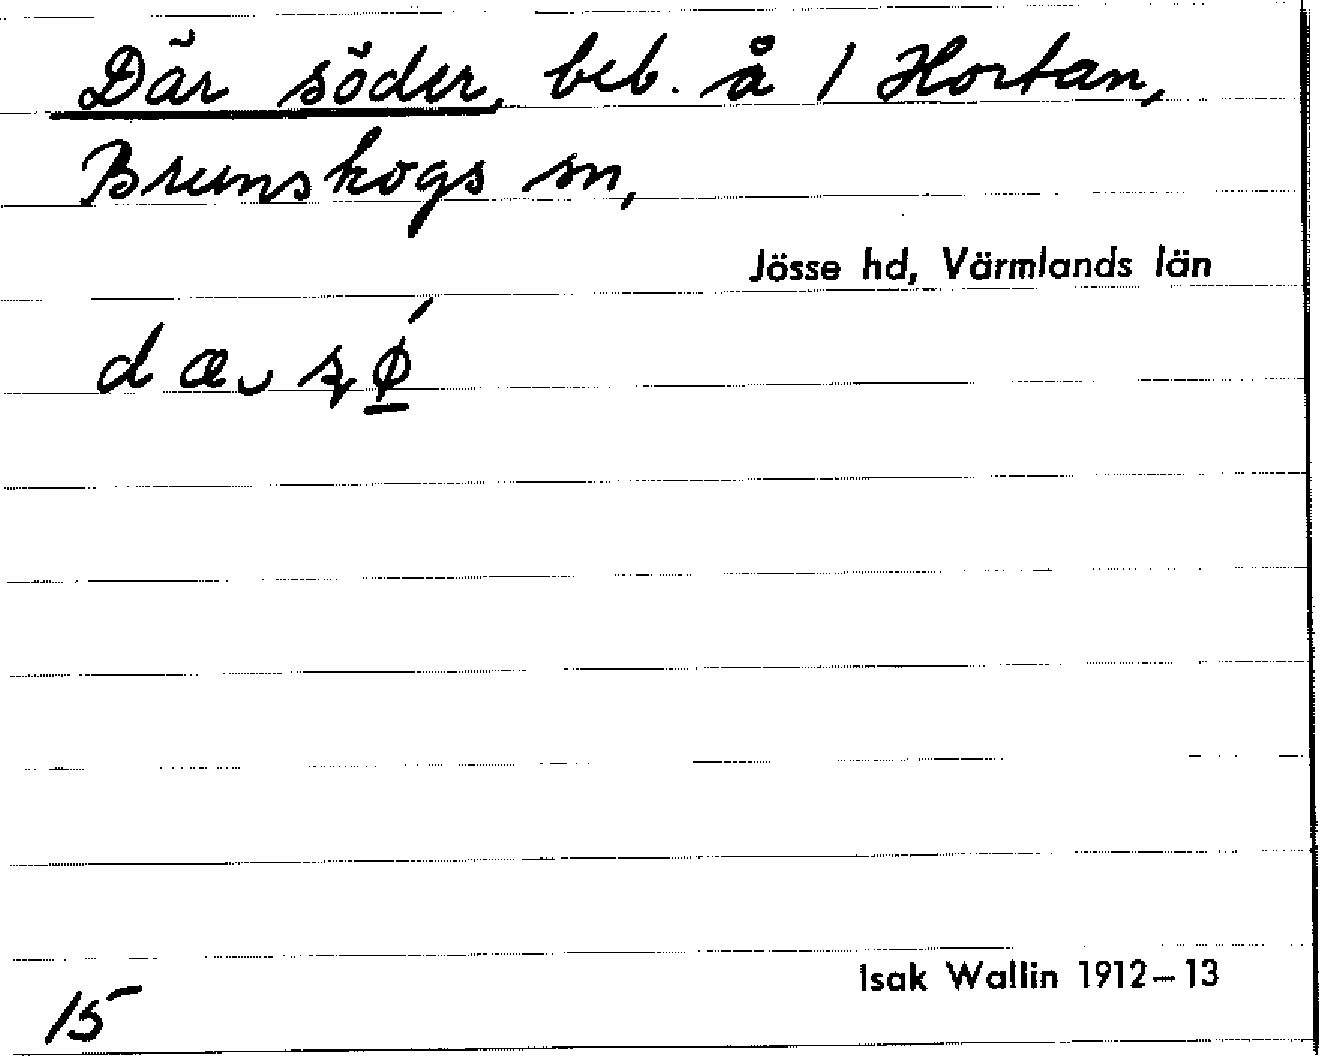 Där söder, beb. å 1 Hortan,
Brunskogs sn,
Jösse hd, Värmlands län
Isak Wallin 1912–13
15